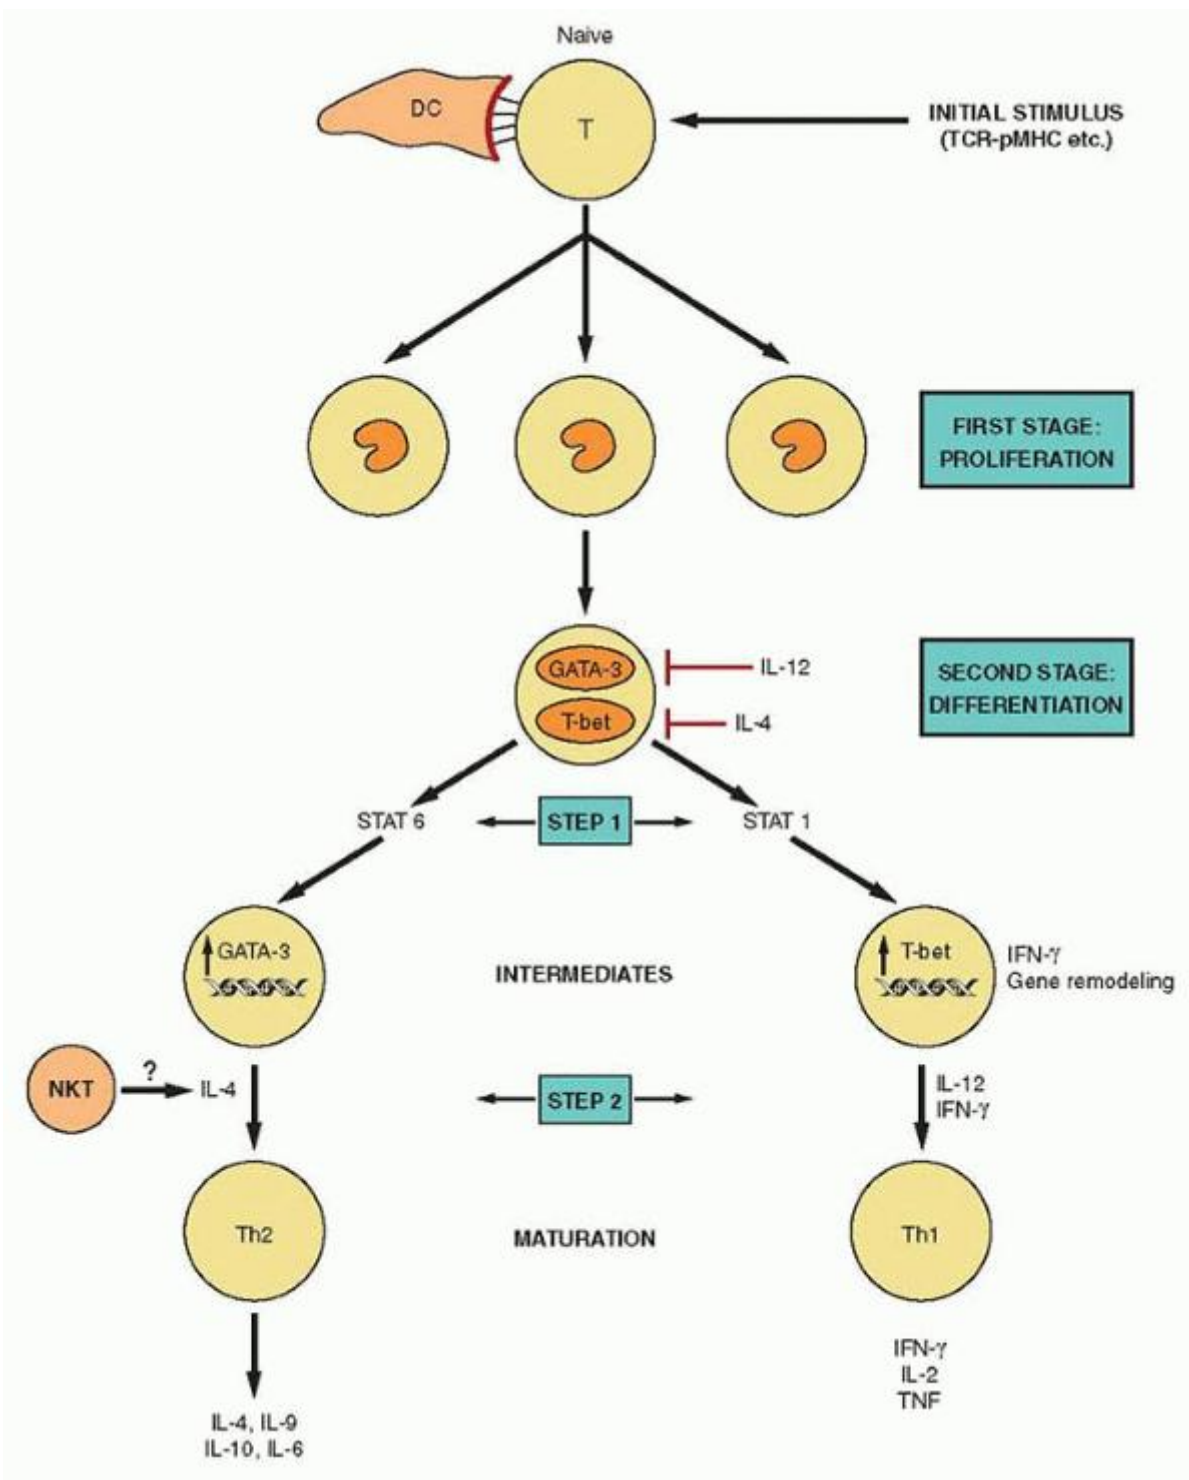 Naive
DC
T
INITIAL STIMULUS
(TCR-pMHC etc.)
FIRST STAGE:
PROLIFERATION
GATA-3
IL-12
T-bet
IL-4
SECOND STAGE:
DIFFERENTIATION
STAT 6
STEP 1
STAT 1
GATA-3
INTERMEDIATES
T-bet
IFN-γ
Gene remodeling
NKT
?
IL-4
STEP 2
IL-12
IFN-γ
Th2
MATURATION
Th1
IFN-γ
IL-2
TNF
IL-4, IL-9
IL-10, IL-6